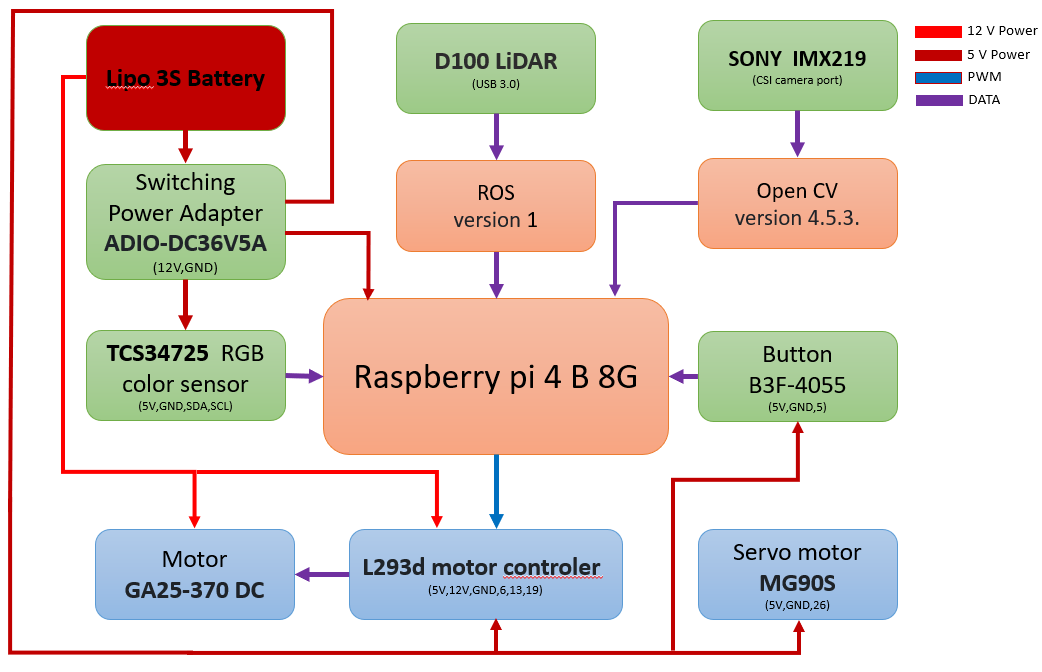 Lipo 3S Battery
D100 LiDAR
(USB 3.0)
SONY IMX219
(CSI camera port)
12 V Power
5 V Power
PWM
DATA
Switching
Power Adapter
ADIO-DC36V5A
(12V,GND)
ROS
version 1
Open CV
version 4.5.3.
TCS34725 RGB
color sensor
(5V,GND,SDA,SCL)
Raspberry pi 4 B 8G
Button
B3F-4055
(5V,GND,5)
Motor
GA25-370 DC
L293d motor controler
(5V,12V,GND,6,13,19)
Servo motor
MG90S
(5V,GND,26)